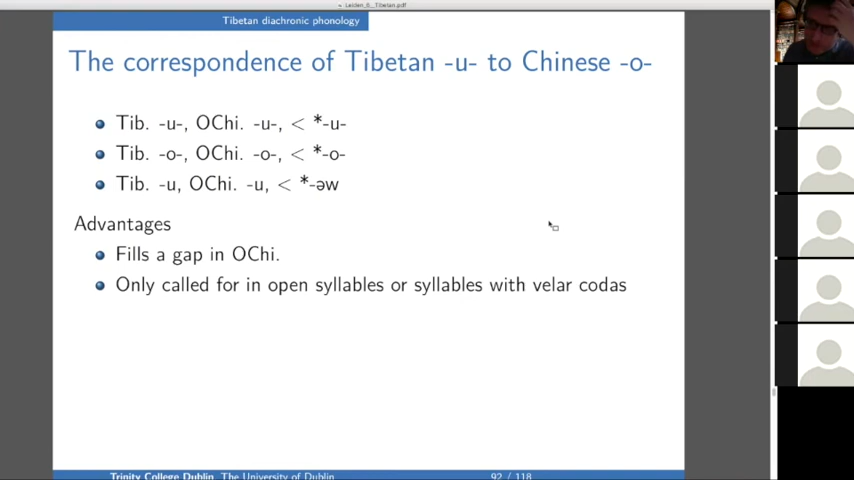 Leiden_8__Tibetan.pdf
Tibetan diachronic phonology
The correspondence of Tibetan -u- to Chinese -o-
Tib. -u-, OChi. -u-, < *-u-
Tib. -o-, OChi. -o-, < *-o-
Tib. -u, OChi. -u, < *-əw
Advantages
Fills a gap in OChi.
Only called for in open syllables or syllables with velar codas
Trinity College Dublin, The University of Dublin
92 / 118